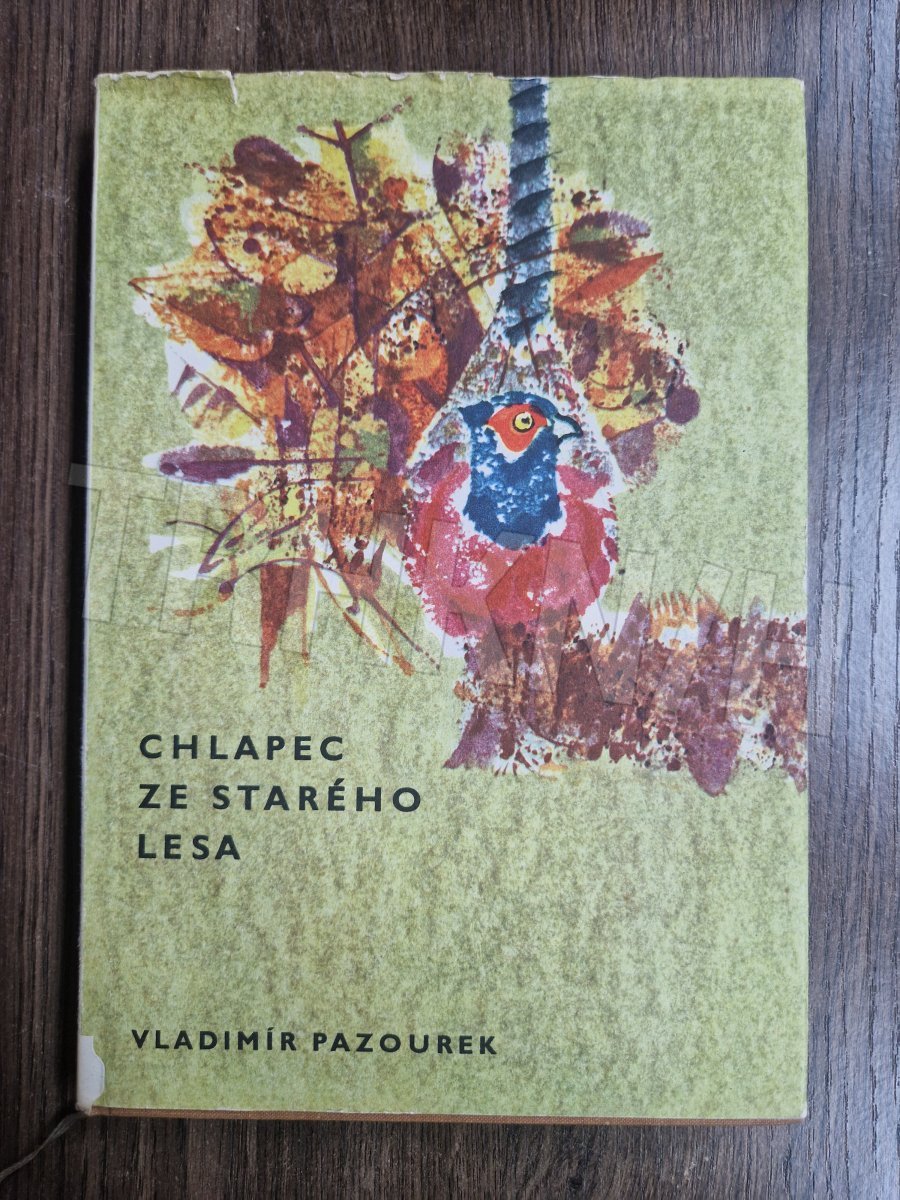 CHLAPEC
ZE STARÉHO
LESA
VLADIMÍR PAZOUREK